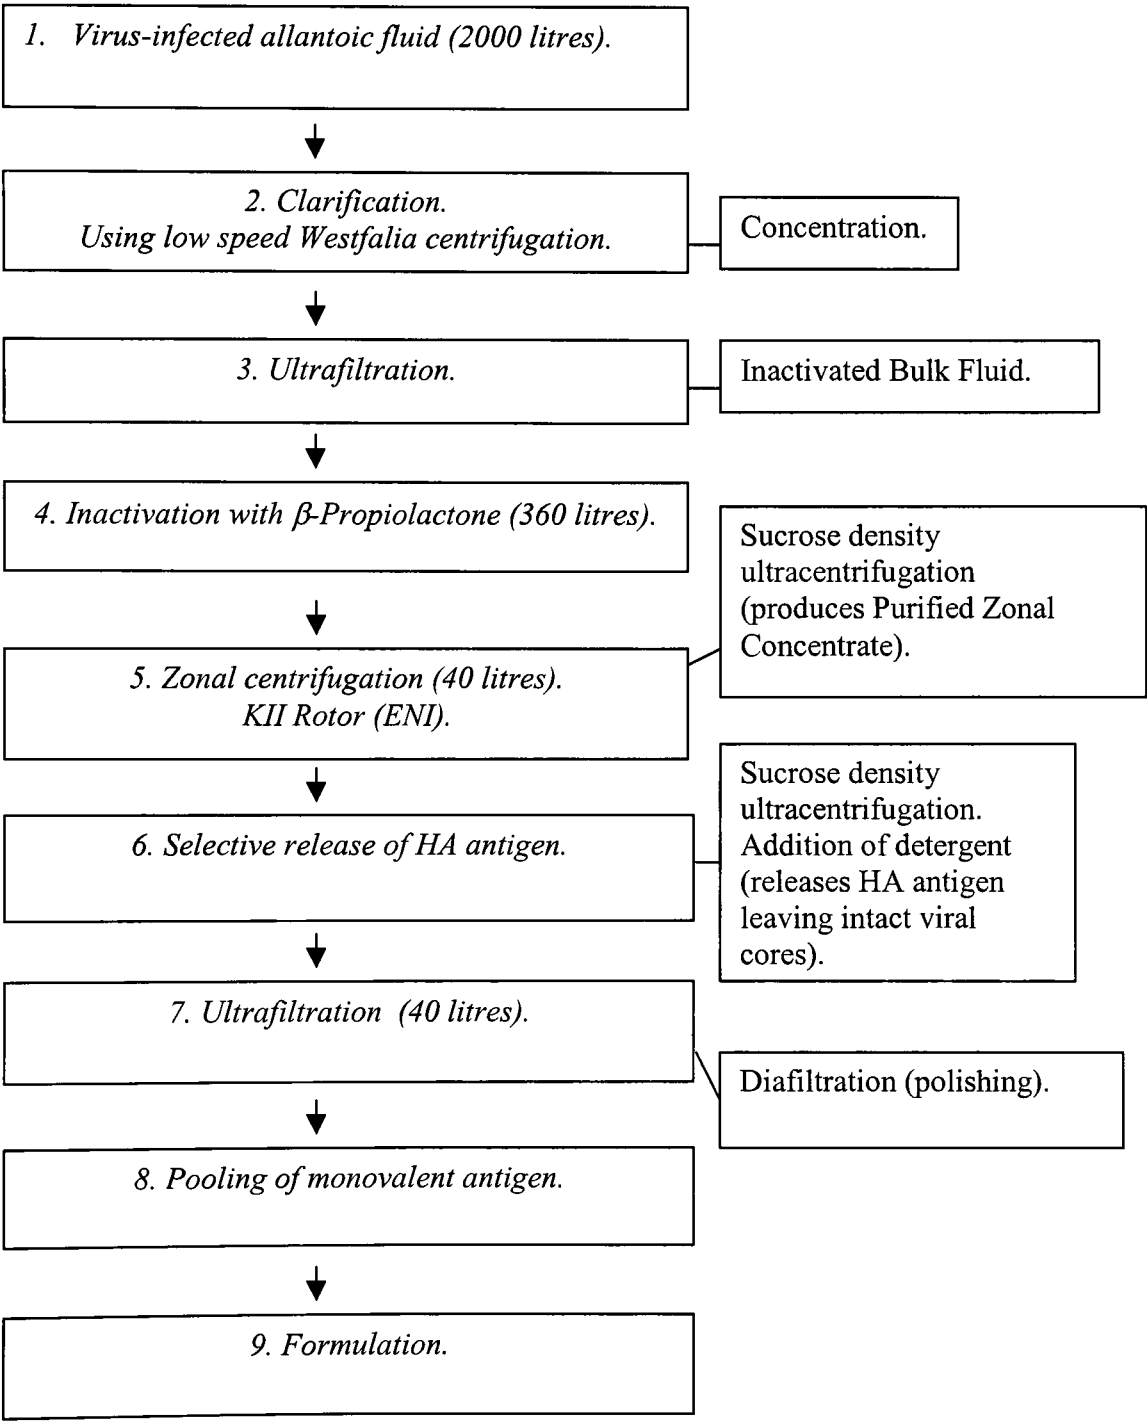 1. Virus-infected allantoic fluid (2000 litres).
2. Clarification.
Using low speed Westfalia centrifugation.
Concentration.
3. Ultrafiltration.
Inactivated Bulk Fluid.
4. Inactivation with β-Propiolactone (360 litres).
Sucrose density
ultracentrifugation
(produces Purified Zonal
Concentrate).
5. Zonal centrifugation (40 litres).
KII Rotor (ENI).
Sucrose density
ultracentrifugation.
Addition of detergent
(releases HA antigen
leaving intact viral
cores).
6. Selective release of HA antigen.
7. Ultrafiltration (40 litres).
Diafiltration (polishing).
8. Pooling of monovalent antigen.
9. Formulation.